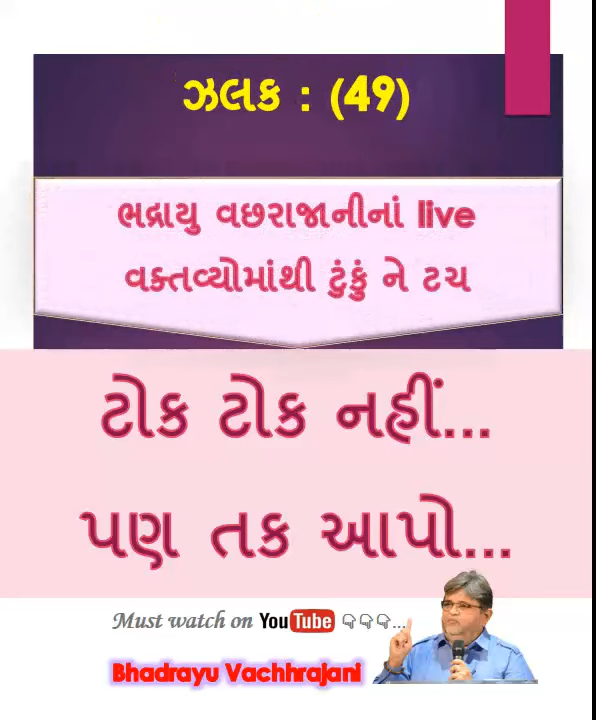 ઝલક : (49)
ભદ્રાયુ વછરાજાનીનાં live
વક્તવ્યોમાંથી ટુંકું ને ટચ
ટોક ટોક નહીં...
પણ તક આપો...
Must watch on YouTube 👇👇👇...
Bhadrayu Vachhrajani